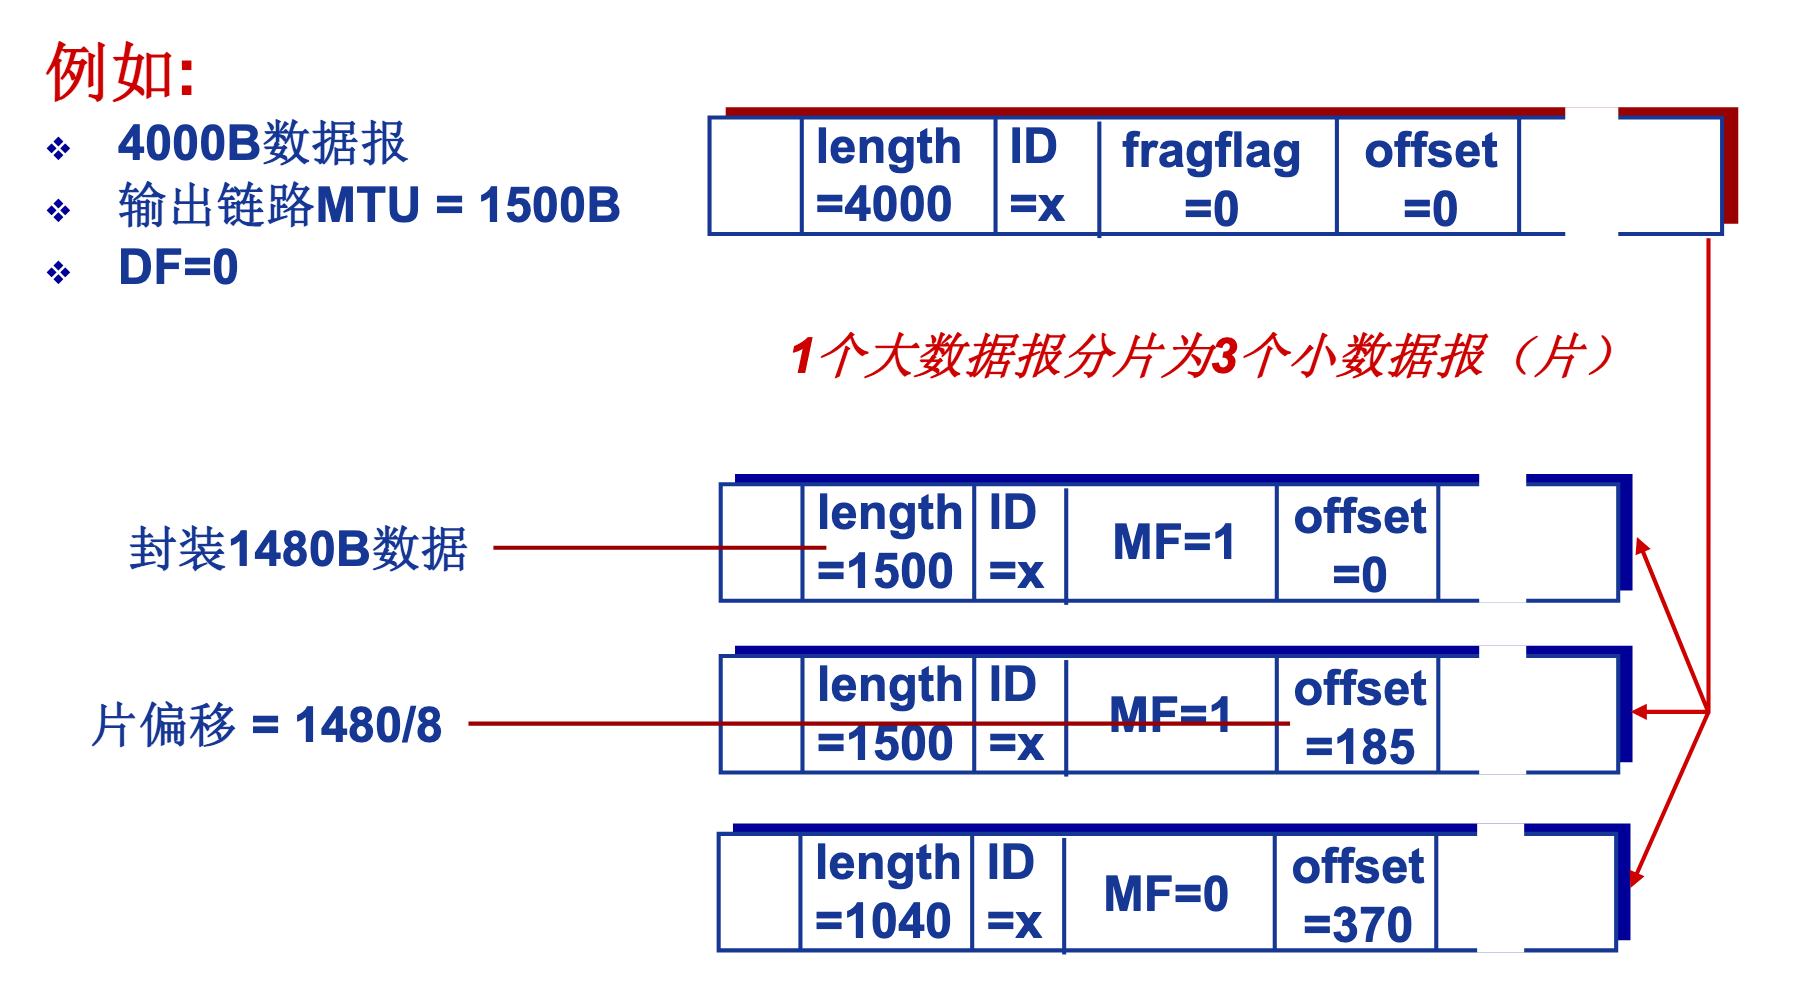 例如:
4000B数据报
输出链路MTU = 1500B
DF=0
length ID fragflag offset
=4000 =x =0 =0
1个大数据报分片为3个小数据报（片）
封装1480B数据
length ID MF=1 offset
=1500 =x =0
片偏移 = 1480/8
length ID MF=1 offset
=1500 =x =185
length ID MF=0 offset
=1040 =x =370